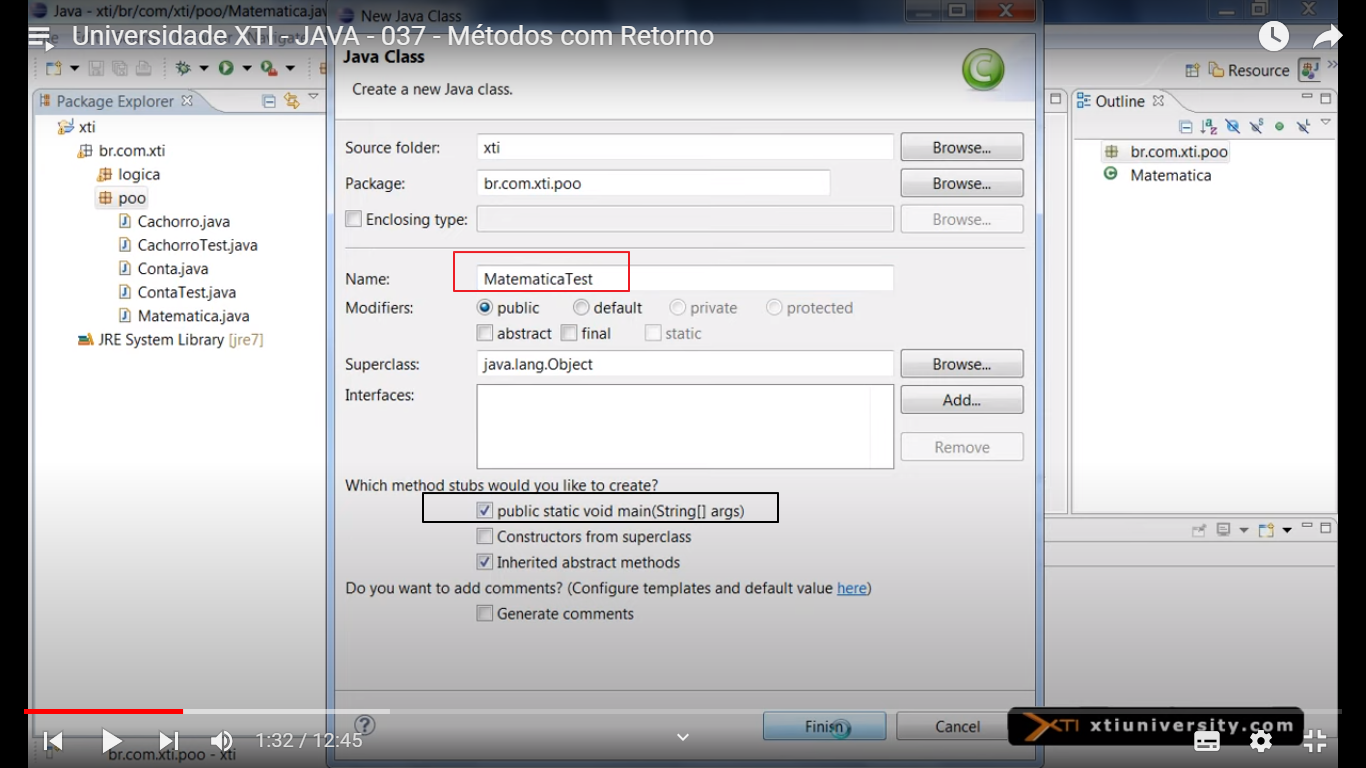 Java - xti/br/com/xti/poo/Matematica.jav
New Java Class
Universidade XTI - JAVA - 037 - Métodos com Retorno
Java Class
Create a new Java class.
Resource
Package Explorer
Outline
xti
br.com.xti
logica
poo
Cachorro.java
CachorroTest.java
Conta.java
ContaTest.java
Matematica.java
JRE System Library [jre7]
Source folder:
xti
Browse...
Package:
br.com.xti.poo
Browse...
Enclosing type:
Browse...
Name:
MatematicaTest
Modifiers:
public
default
private
protected
abstract
final
static
Superclass:
java.lang.Object
Browse...
Interfaces:
Add...
Remove
Which method stubs would you like to create?
public static void main(String[] args)
Constructors from superclass
Inherited abstract methods
Do you want to add comments? (Configure templates and default value here)
Generate comments
Finish
Cancel
br.com.xti.poo
Matematica
XTI xtiuniversity.com
1:32 / 12:45
br.com.xti.poo - xti